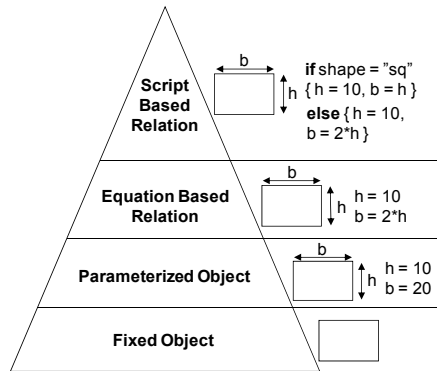 b
if shape = ”sq”
Script
Based
Relation
h
{ h = 10, b = h }
else { h = 10,
b = 2*h }
b
Equation Based
Relation
h
h = 10
b = 2*h
b
Parameterized Object
h
h = 10
b = 20
Fixed Object